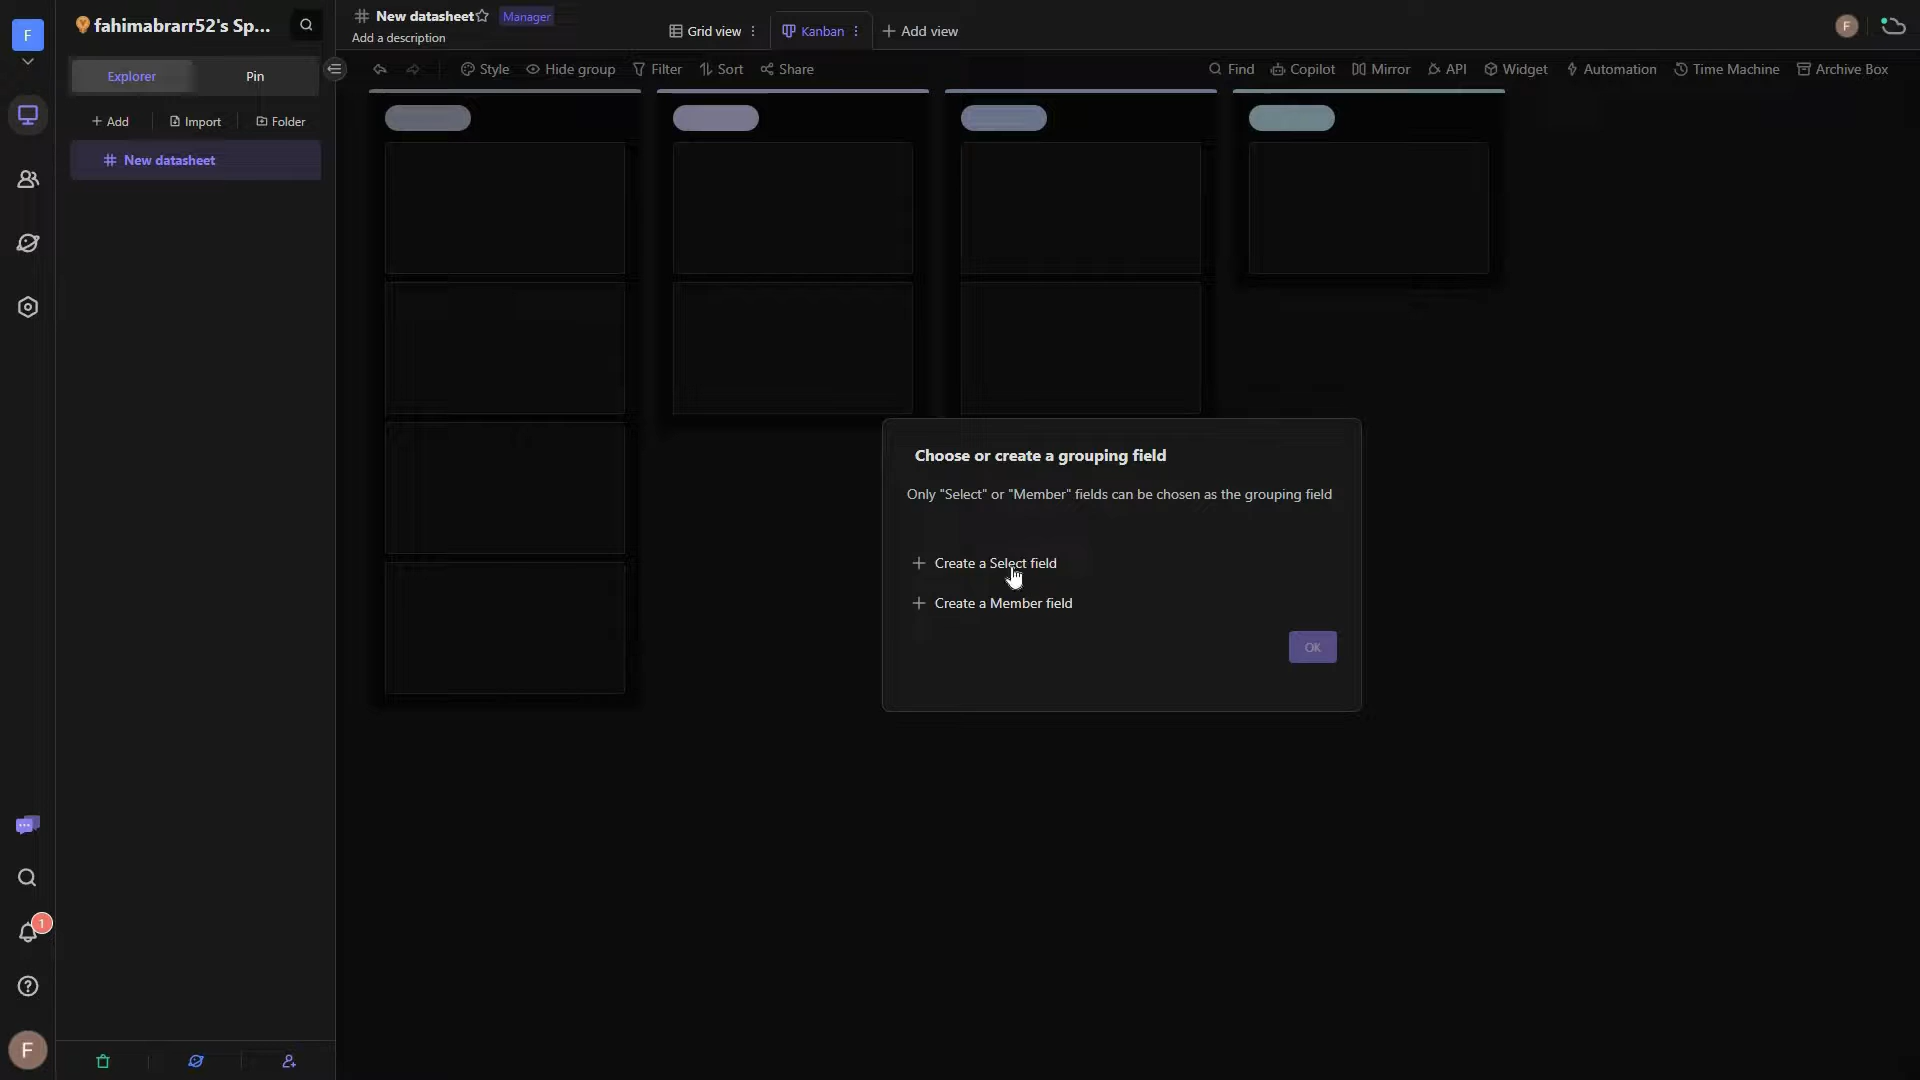 F
fahimabrarr52's Sp...
Explorer
Pin
Add
Import
Folder
# New datasheet
# New datasheet
Manager
Add a description
Grid view
Kanban
+ Add view
Style
Hide group
Filter
Sort
Share
Find
Copilot
Mirror
API
Widget
Automation
Time Machine
Archive Box
F
Choose or create a grouping field
Only "Select" or "Member" fields can be chosen as the grouping field
+ Create a Select field
+ Create a Member field
OK
1
F